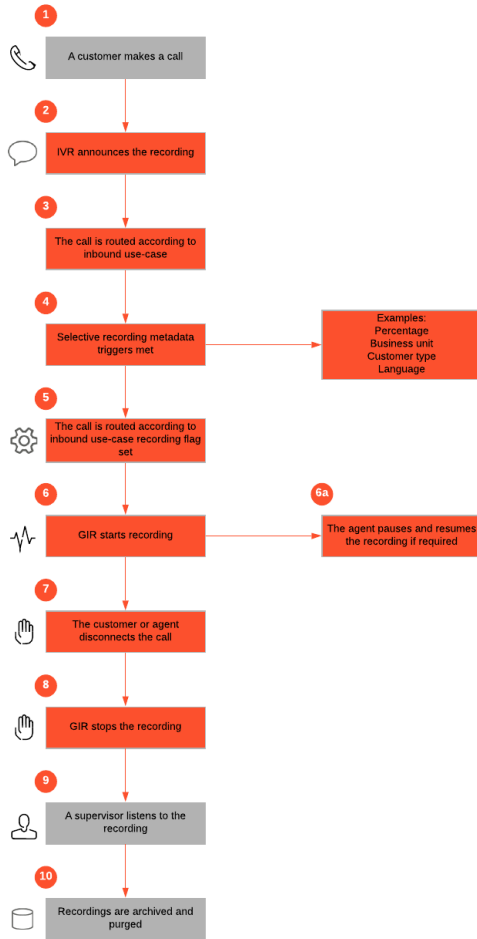 1
A customer makes a call
2
IVR announces the recording
3
The call is routed according to
inbound use-case
4
Selective recording metadata
triggers met
Examples:
Percentage
Business unit
Customer type
Language
5
The call is routed according to
inbound use-case recording flag
set
6
GIR starts recording
6a
The agent pauses and resumes
the recording if required
7
The customer or agent
disconnects the call
8
GIR stops the recording
9
A supervisor listens to the
recording
10
Recordings are archived and
purged